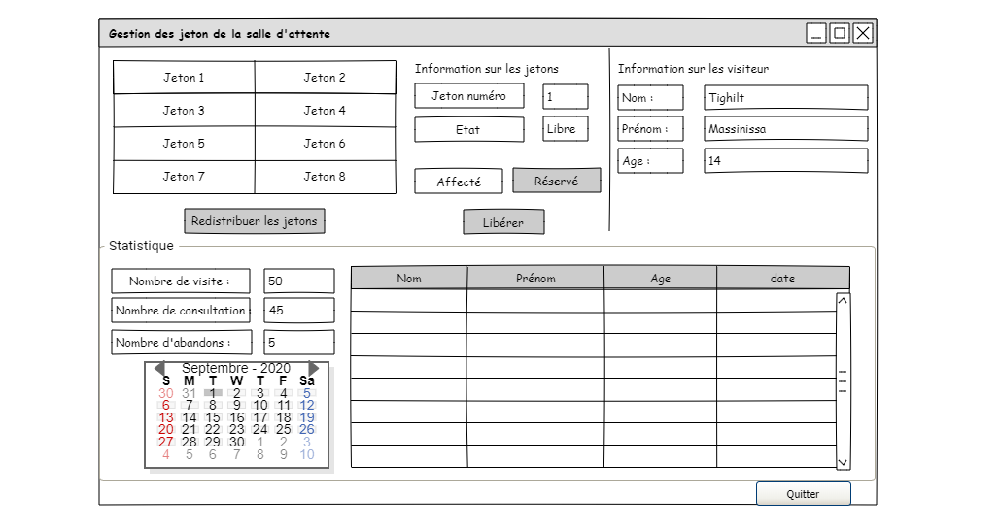 Gestion des jeton de la salle d'attente
Jeton 1 Jeton 2
Jeton 3 Jeton 4
Jeton 5 Jeton 6
Jeton 7 Jeton 8
Redistribuer les jetons
Information sur les jetons
Jeton numéro 1
Etat Libre
Affecté Réservé
Libérer
Information sur les visiteur
Nom : Tighilt
Prénom : Massinissa
Age : 14
Statistique
Nombre de visite : 50
Nombre de consultation : 45
Nombre d'abandons : 5
Septembre - 2020
S M T W T F Sa
30 31 1 2 3 4 5
6 7 8 9 10 11 12
13 14 15 16 17 18 19
20 21 22 23 24 25 26
27 28 29 30 1 2 3
4 5 6 7 8 9 10
Nom Prénom Age date
Quitter